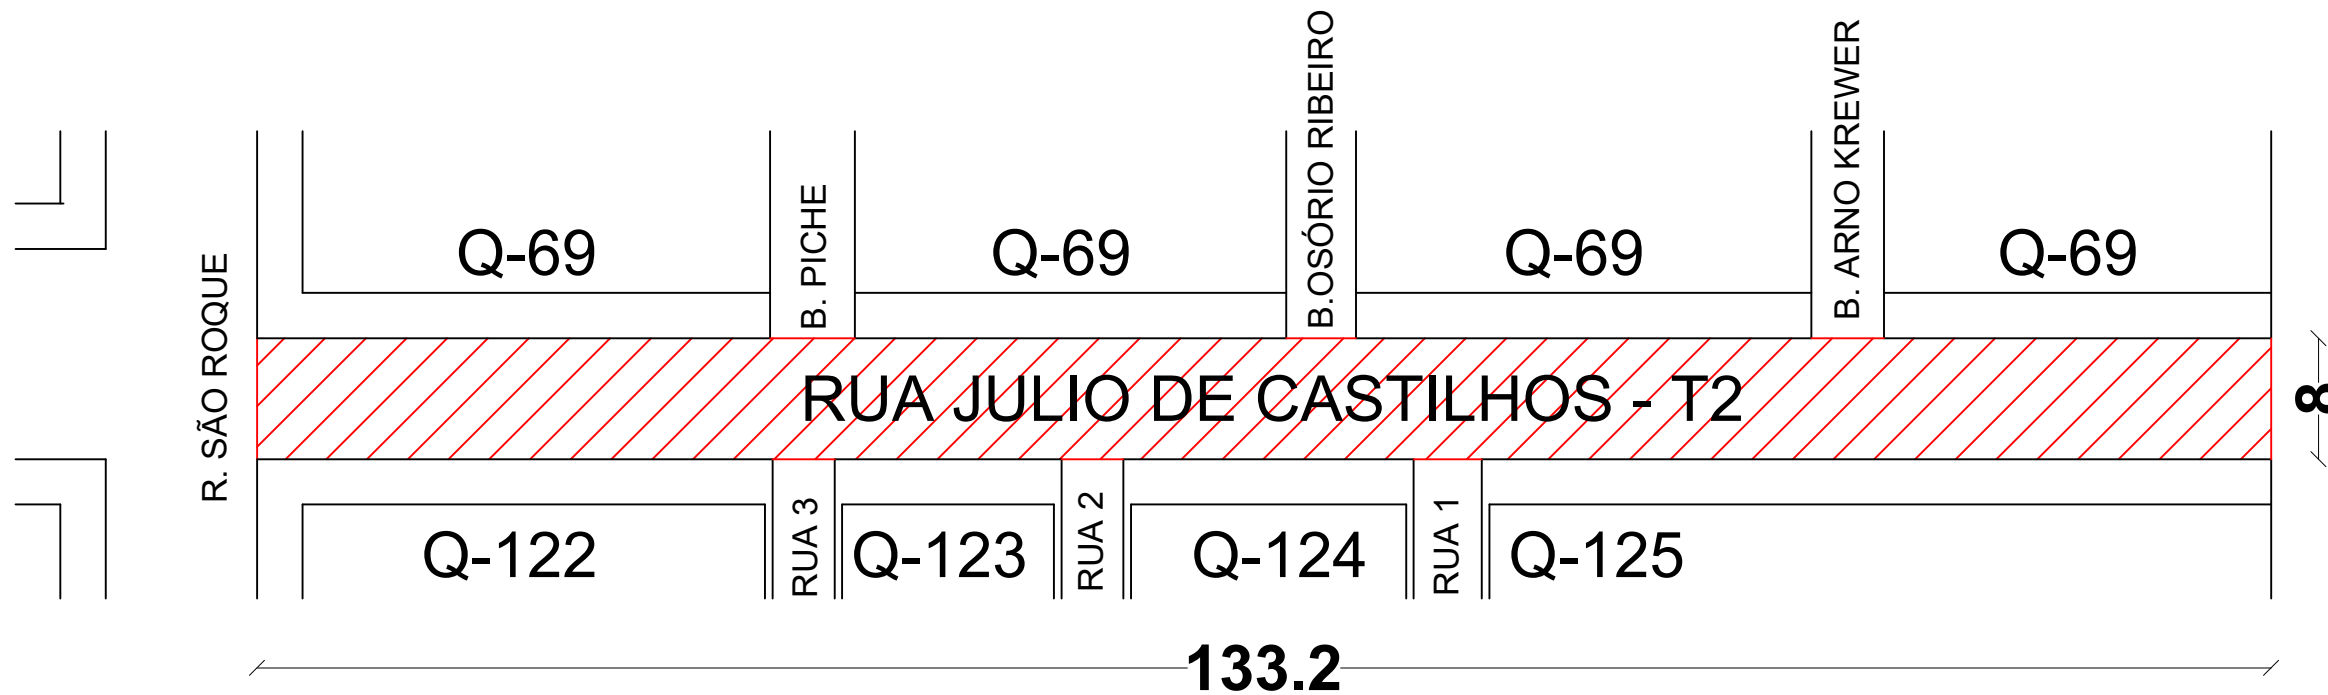 R. SÃO ROQUE
Q-69
B. PICHE
Q-69
B.OSÓRIO RIBEIRO
Q-69
B. ARNO KREWER
Q-69
RUA JULIO DE CASTILHOS - T2
8
Q-122
RUA 3
Q-123
RUA 2
Q-124
RUA 1
Q-125
133.2